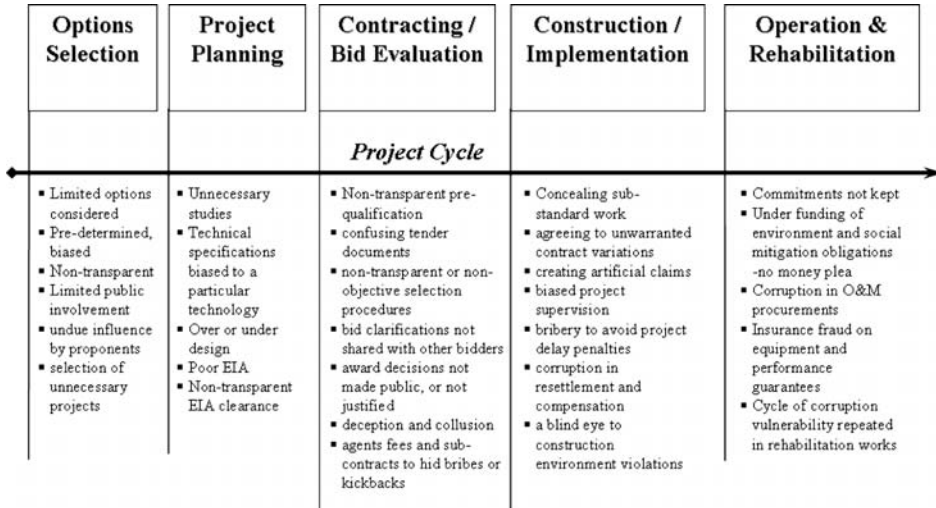 Options
Selection
Project
Planning
Contracting /
Bid Evaluation
Construction /
Implementation
Operation &
Rehabilitation
Project Cycle
▪ Limited options
considered
▪ Pre-determined,
biased
▪ Non-transparent
▪ Limited public
involvement
▪ undue influence
by proponents
▪ selection of
unnecessary
projects
▪ Unnecessary
studies
▪ Technical
specifications
biased to a
particular
technology
▪ Over or under
design
▪ Poor EIA
▪ Non-transparent
EIA clearance
▪ Non-transparent pre-
qualification
▪ confusing tender
documents
▪ non-transparent or non-
objective selection
procedures
▪ bid clarifications not
shared with other bidders
▪ award decisions not
made public, or not
justified
▪ deception and collusion
▪ agents fees and sub-
contracts to hid bribes or
kickbacks
▪ Concealing sub-
standard work
▪ agreeing to unwarranted
contract variations
▪ creating artificial claims
▪ biased project
supervision
▪ bribery to avoid project
delay penalties
▪ corruption in
resettlement and
compensation
▪ a blind eye to
construction
environment violations
▪ Commitments not kept
▪ Under funding of
environment and social
mitigation obligations
-no money plea
▪ Corruption in O&M
procurements
▪ Insurance fraud on
equipment and
performance
guarantees
▪ Cycle of corruption
vulnerability repeated
in rehabilitation works